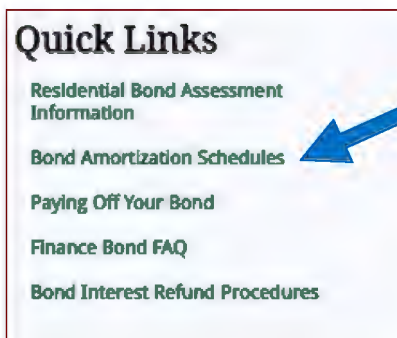 Quick Links
Residential Bond Assessment
Information
Bond Amortization Schedules
Paying Off Your Bond
Finance Bond FAQ
Bond Interest Refund Procedures